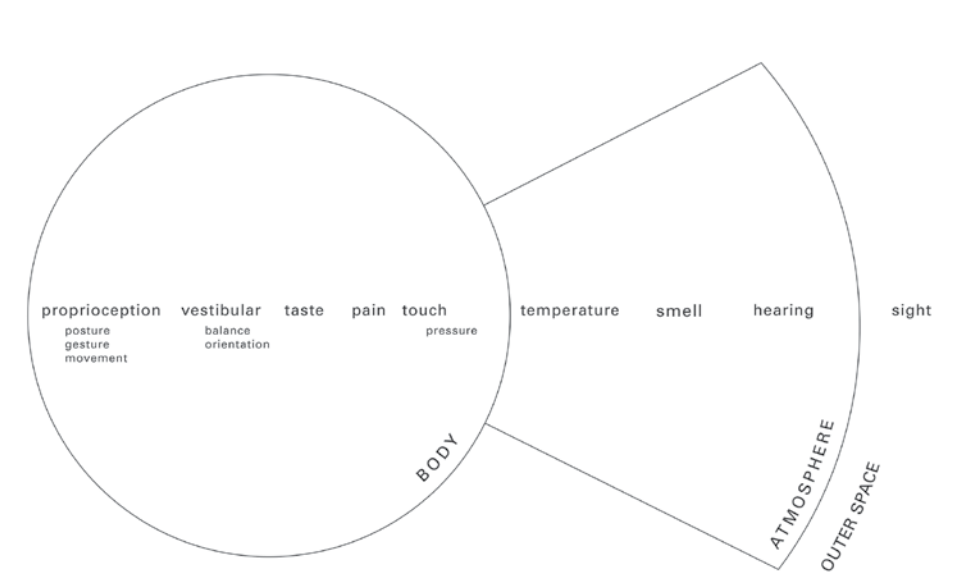 proprioception vestibular taste pain touch temperature smell hearing sight
posture balance pressure
gesture orientation
movement
BODY
ATMOSPHERE
OUTER SPACE